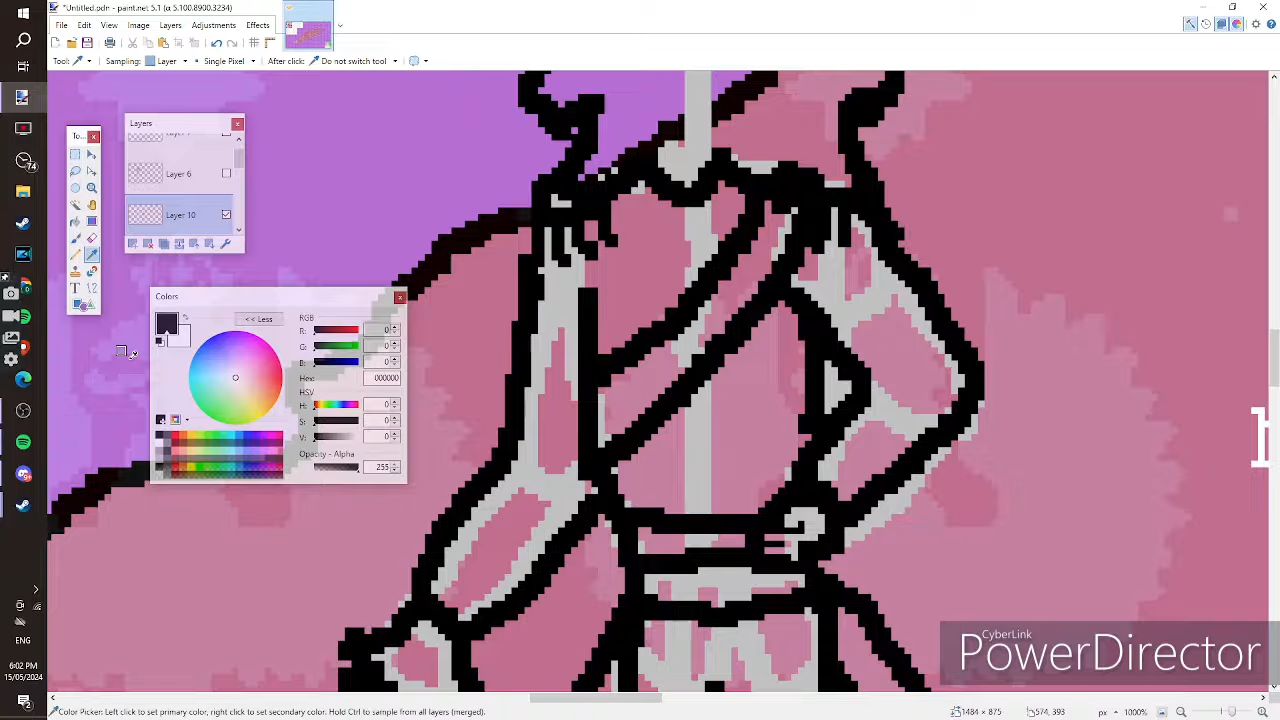 *Untitled.pdn - paint.net 5.1 (α 5.100.8900.3234)
File Edit View Image Layers Adjustments Effects
Tool: Sampling: Layer Single Pixel After click: Do not switch tool
Layers
Layer 6
Layer 10
To...
Colors
<< Less
RGB
R: 0
G: 0
B: 0
Hex: 000000
HSV
H: 0
S: 0
V: 0
Opacity - Alpha
255
ENG
6:02 PM
15/08/2024
CyberLink
PowerDirector
Color Picker: Left click to set primary color, right click to set secondary color. Hold Ctrl to sample from all layers (merged).
1484 × 875
574, 393
px
1000%